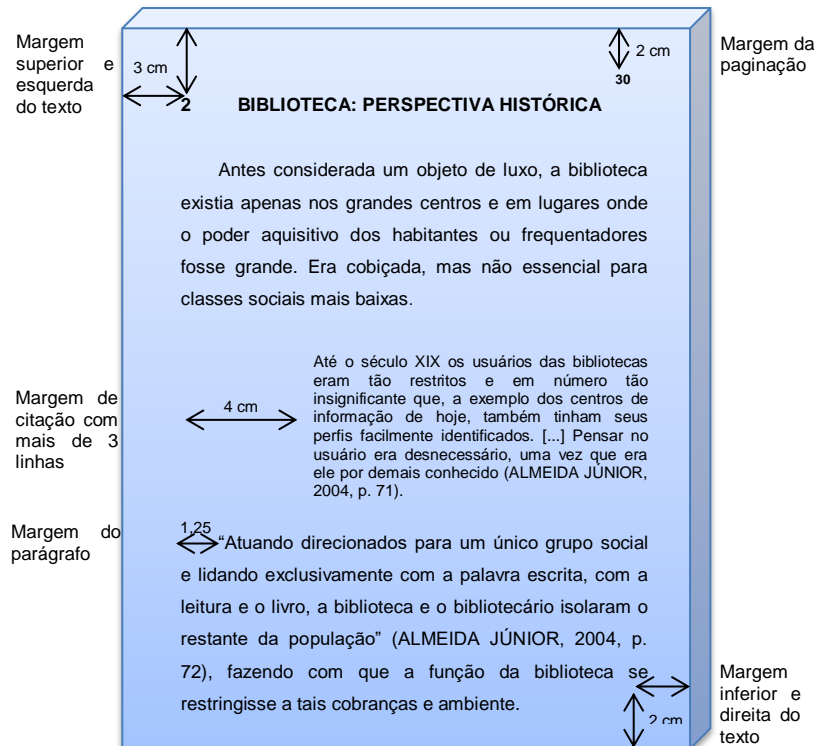 Margem
superior e
esquerda
do texto
3 cm
2 cm
30
Margem da
paginação
2 BIBLIOTECA: PERSPECTIVA HISTÓRICA
Antes considerada um objeto de luxo, a biblioteca
existia apenas nos grandes centros e em lugares onde
o poder aquisitivo dos habitantes ou frequentadores
fosse grande. Era cobiçada, mas não essencial para
classes sociais mais baixas.
Margem de
citação com
mais de 3
linhas
4 cm
Até o século XIX os usuários das bibliotecas
eram tão restritos e em número tão
insignificante que, a exemplo dos centros de
informação de hoje, também tinham seus
perfis facilmente identificados. [...] Pensar no
usuário era desnecessário, uma vez que era
ele por demais conhecido (ALMEIDA JÚNIOR,
2004, p. 71).
Margem do
parágrafo
1,25
“Atuando direcionados para um único grupo social
e lidando exclusivamente com a palavra escrita, com a
leitura e o livro, a biblioteca e o bibliotecário isolaram o
restante da população” (ALMEIDA JÚNIOR, 2004, p.
72), fazendo com que a função da biblioteca se
restringisse a tais cobranças e ambiente.
2 cm
Margem
inferior e
direita do
texto